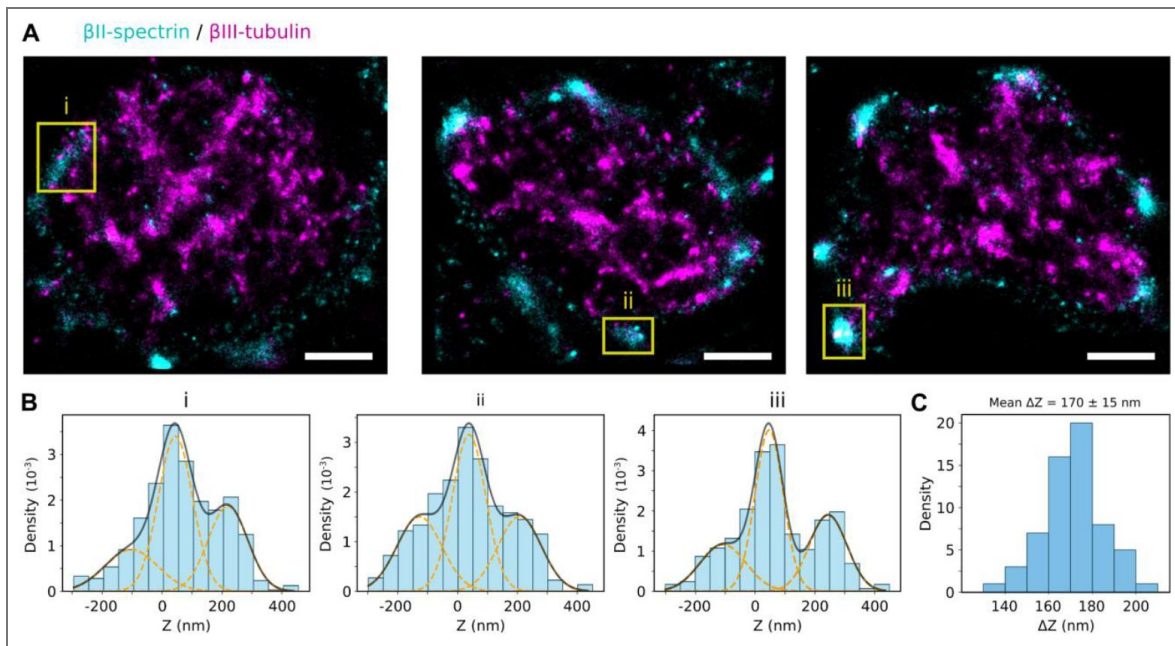 A
βII-spectrin / βIII-tubulin
i
ii
iii
B
i
ii
iii
C
Mean ΔZ = 170 ± 15 nm
Density (10⁻³)
3
2
1
0
-200 0 200 400
Z (nm)
Density (10⁻³)
3
2
1
0
-200 0 200 400
Z (nm)
Density (10⁻³)
4
3
2
1
0
-200 0 200 400
Z (nm)
Density
20
15
10
5
0
140 160 180 200
ΔZ (nm)